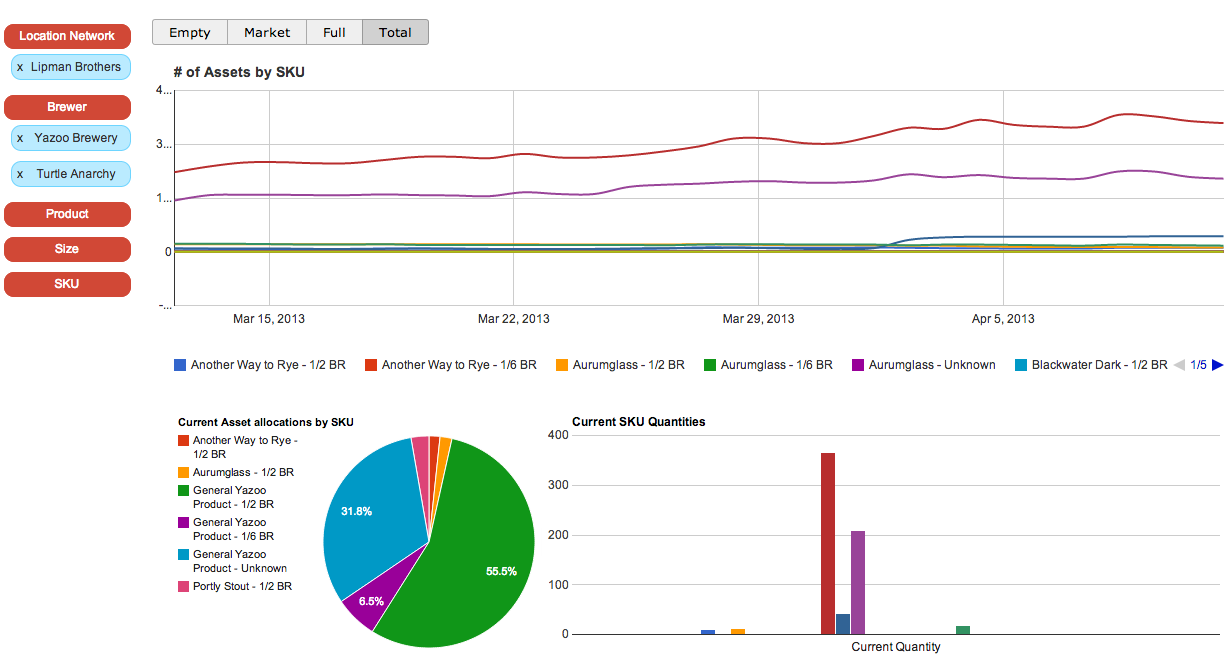 Location Network
x Lipman Brothers
Brewer
x Yazoo Brewery
x Turtle Anarchy
Product
Size
SKU
Empty Market Full Total
# of Assets by SKU
4...
3...
1...
0
-...
Mar 15, 2013 Mar 22, 2013 Mar 29, 2013 Apr 5, 2013
Another Way to Rye - 1/2 BR Another Way to Rye - 1/6 BR Aurumglass - 1/2 BR Aurumglass - 1/6 BR Aurumglass - Unknown Blackwater Dark - 1/2 BR 1/5
Current Asset allocations by SKU
Another Way to Rye -
1/2 BR
Aurumglass - 1/2 BR
General Yazoo
Product - 1/2 BR
General Yazoo
Product - 1/6 BR
General Yazoo
Product - Unknown
Portly Stout - 1/2 BR
31.8%
55.5%
6.5%
Current SKU Quantities
400
300
200
100
0
Current Quantity